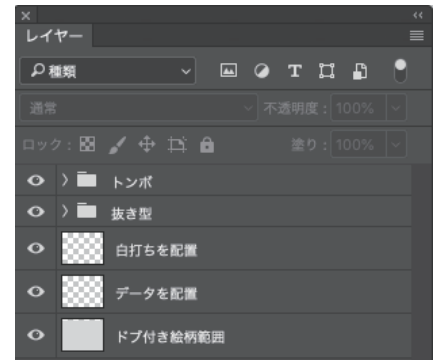 レイヤー
種類
T
通常 不透明度: 100%
ロック: 塗り: 100%
トンボ
抜き型
白打ちを配置
データを配置
ドブ付き絵柄範囲